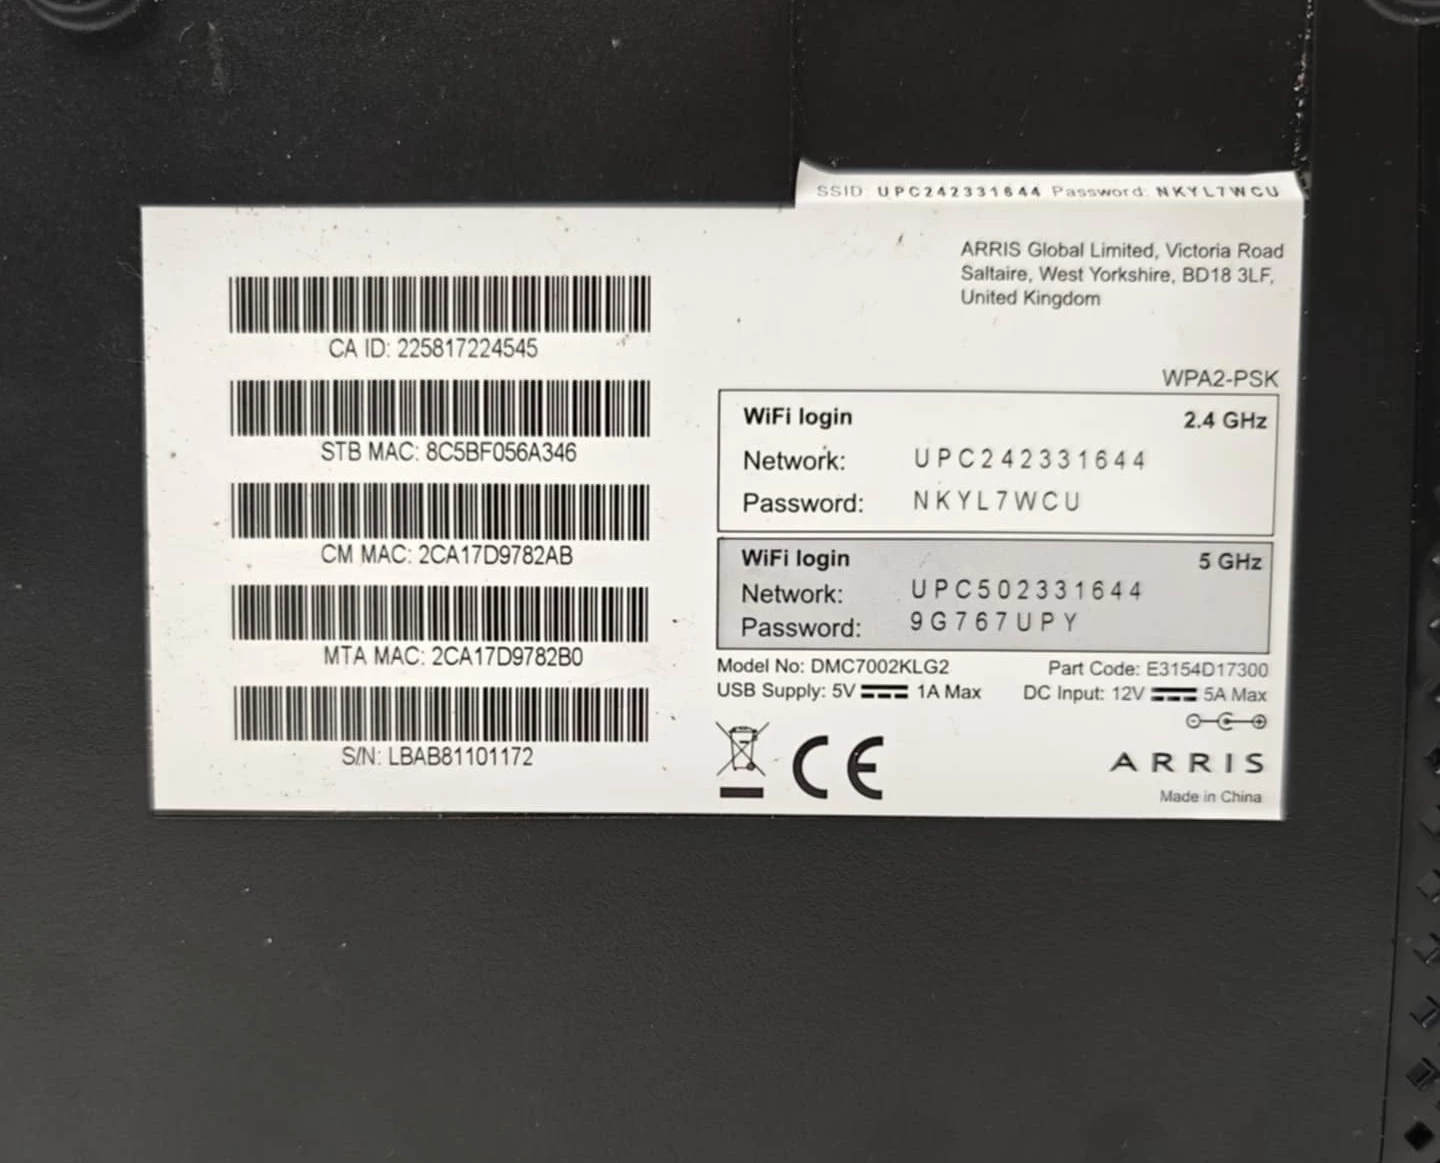 SSID: UPC242331644 Password: NKYL7WCU
ARRIS Global Limited, Victoria Road
Saltaire, West Yorkshire, BD18 3LF,
United Kingdom
CA ID: 225817224545
STB MAC: 8C5BF056A346
CM MAC: 2CA17D9782AB
MTA MAC: 2CA17D9782B0
S/N: LBAB81101172
WPA2-PSK
WiFi login 2.4 GHz
Network: UPC242331644
Password: NKYL7WCU
WiFi login 5 GHz
Network: UPC502331644
Password: 9G767UPY
Model No: DMC7002KLG2 Part Code: E3154D17300
USB Supply: 5V 1A Max DC Input: 12V 5A Max
CE
ARRIS
Made in China